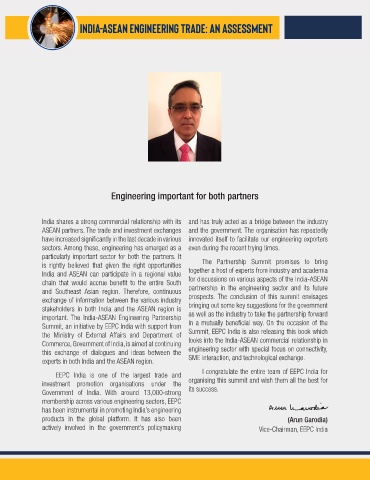 INDIA-ASEAN ENGINEERING TRADE: AN ASSESSMENT
Engineering important for both partners
India shares a strong commercial relationship with its
ASEAN partners. The trade and investment exchanges
have increased significantly in the last decade in various
sectors. Among these, engineering has emerged as a
particularly important sector for both the partners. It
is rightly believed that given the right opportunities
India and ASEAN can participate in a regional value
chain that would accrue benefit to the entire South
and Southeast Asian region. Therefore, continuous
exchange of information between the various industry
stakeholders in both India and the ASEAN region is
important. The India-ASEAN Engineering Partnership
Summit, an initiative by EEPC India with support from
the Ministry of External Affairs and Department of
Commerce, Government of India, is aimed at continuing
this exchange of dialogues and ideas between the
experts in both India and the ASEAN region.
EEPC India is one of the largest trade and
investment promotion organisations under the
Government of India. With around 13,000-strong
membership across various engineering sectors, EEPC
has been instrumental in promoting India's engineering
products in the global platform. It has also been
actively involved in the government's policymaking
and has truly acted as a bridge between the industry
and the government. The organisation has repeatedly
innovated itself to facilitate our engineering exporters
even during the recent trying times.
The Partnership Summit promises to bring
together a host of experts from industry and academia
for discussions on various aspects of the India-ASEAN
partnership in the engineering sector and its future
prospects. The conclusion of this summit envisages
bringing out some key suggestions for the government
as well as the industry to take the partnership forward
in a mutually beneficial way. On the occasion of the
Summit, EEPC India is also releasing this book which
looks into the India-ASEAN commercial relationship in
engineering sector with special focus on connectivity,
SME interaction, and technological exchange.
I congratulate the entire team of EEPC India for
organising this summit and wish them all the best for
its success.
Arun Garodia
(Arun Garodia)
Vice-Chairman, EEPC India